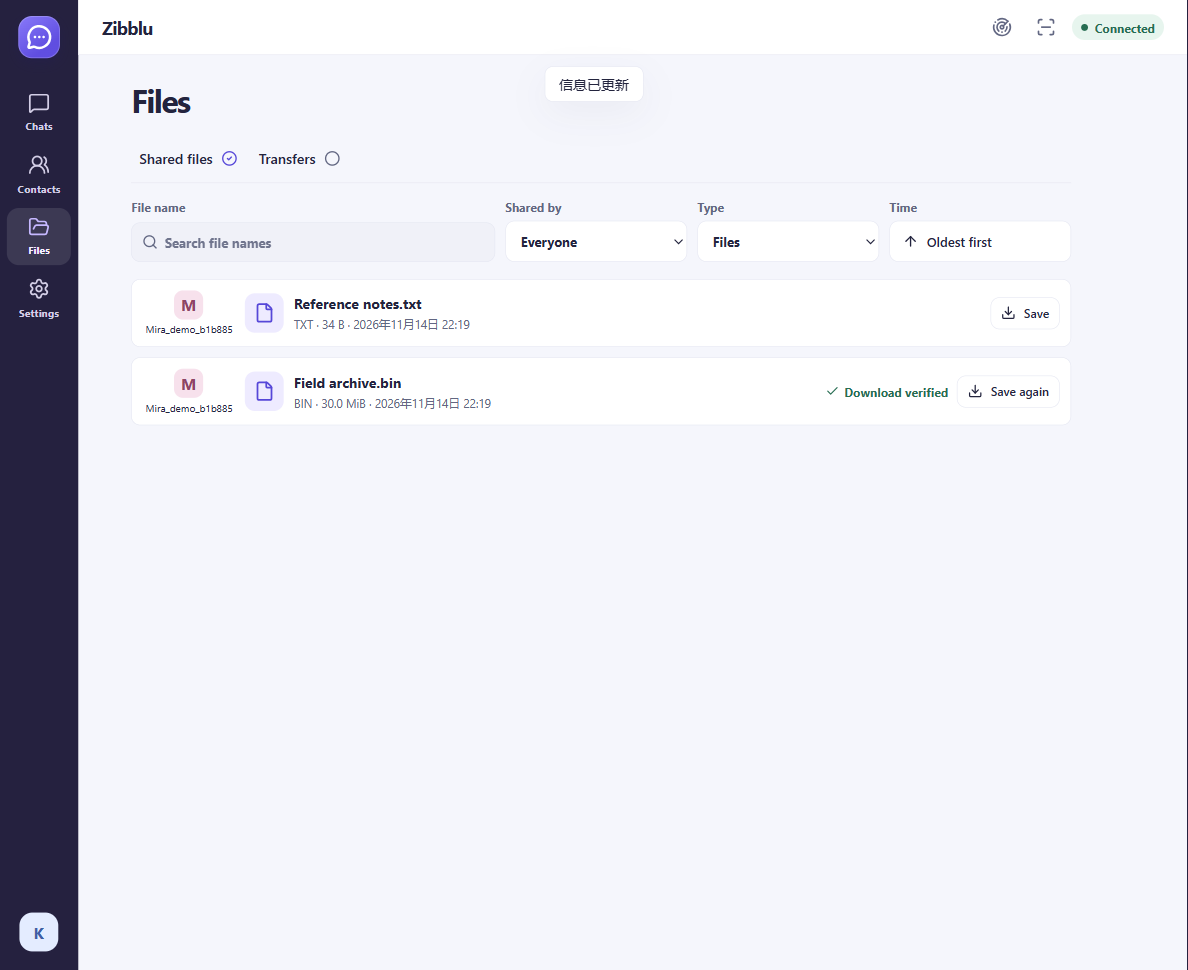 Zibblu
Connected
信息已更新
Chats
Contacts
Files
Settings
K
Files
Shared files
Transfers
File name
Shared by
Type
Time
Search file names
Everyone
Files
Oldest first
M
Mira_demo_b1b885
Reference notes.txt
TXT · 34 B · 2026年11月14日 22:19
Save
M
Mira_demo_b1b885
Field archive.bin
BIN · 30.0 MiB · 2026年11月14日 22:19
Download verified
Save again